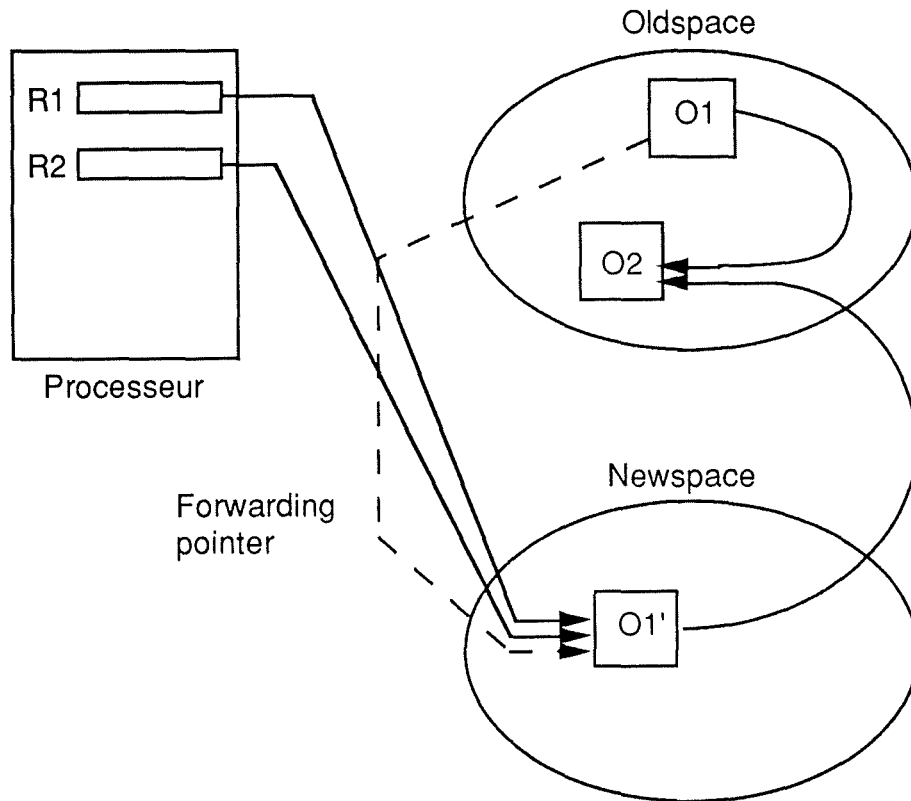 Oldspace
R1
R2
O1
O2
Processeur
Newspace
Forwarding
pointer
O1'